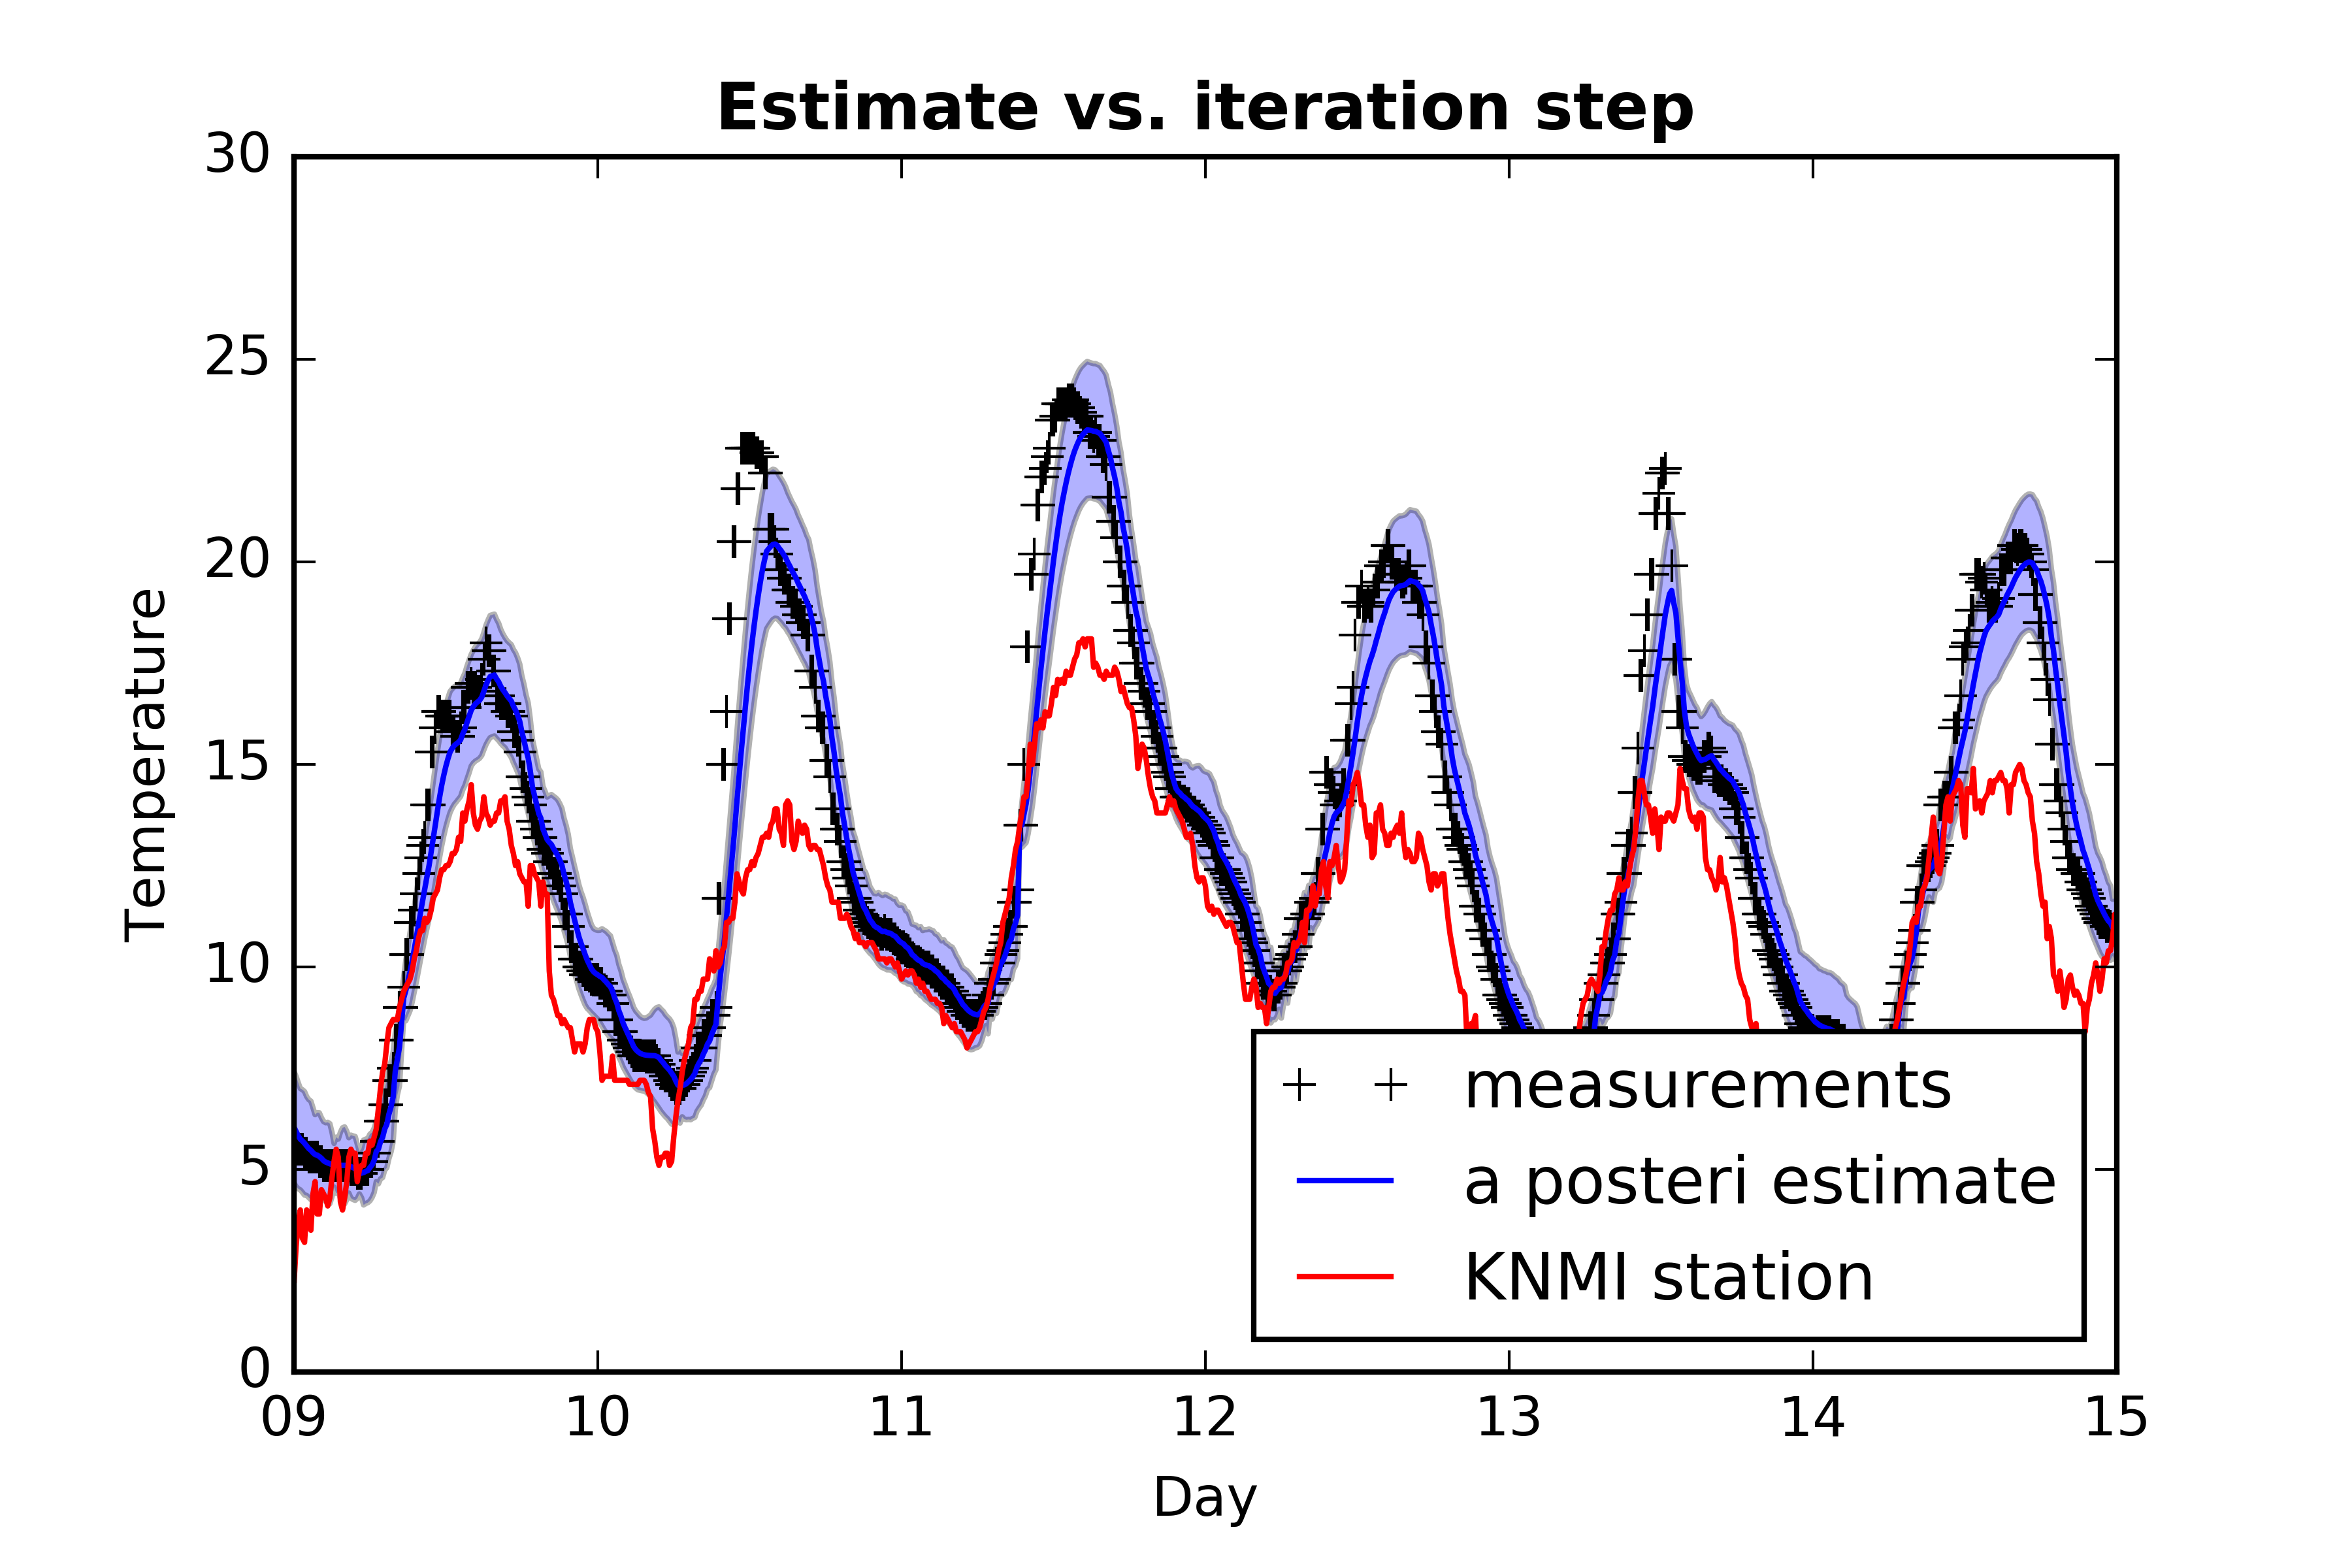 Estimate vs. iteration step
30
25
20
15
10
5
0
Temperature
09 10 11 12 13 14 15
Day
measurements
a posteri estimate
KNMI station